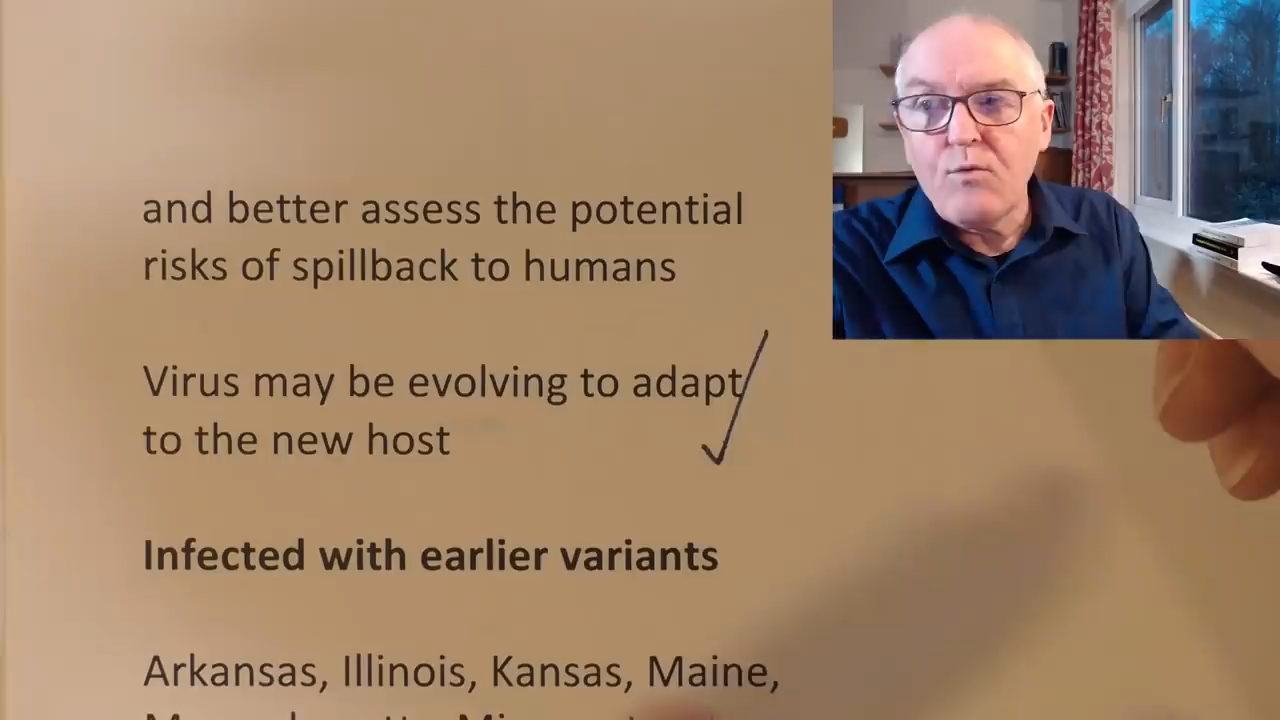 and better assess the potential
risks of spillback to humans
Virus may be evolving to adapt
to the new host
Infected with earlier variants
Arkansas, Illinois, Kansas, Maine,